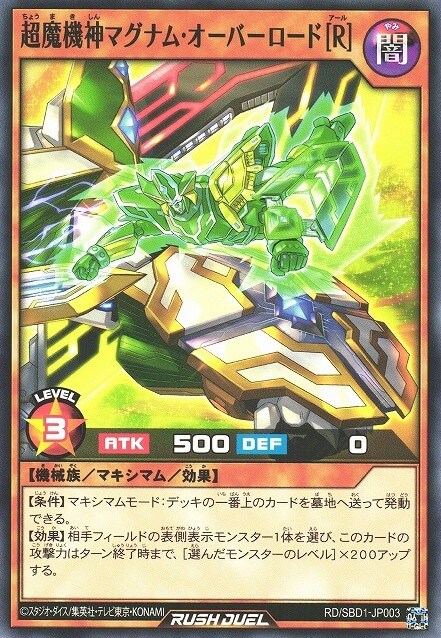 超魔機神マグナム・オーバーロード[R]
闇
LEVEL
3
ATK 500 DEF 0
【機械族／マキシマム／効果】
【条件】マキシマムモード：デッキの一番上のカードを墓地へ送って発動
できる。
【効果】相手フィールドの表側表示モンスター1体を選び、このカードの
攻撃力はターン終了時まで、[選んだモンスターのレベル]×200アップ
する。
©スタジオ・ダイス/集英社・テレビ東京・KONAMI
RUSH DUEL
RD/SBD1-JP003